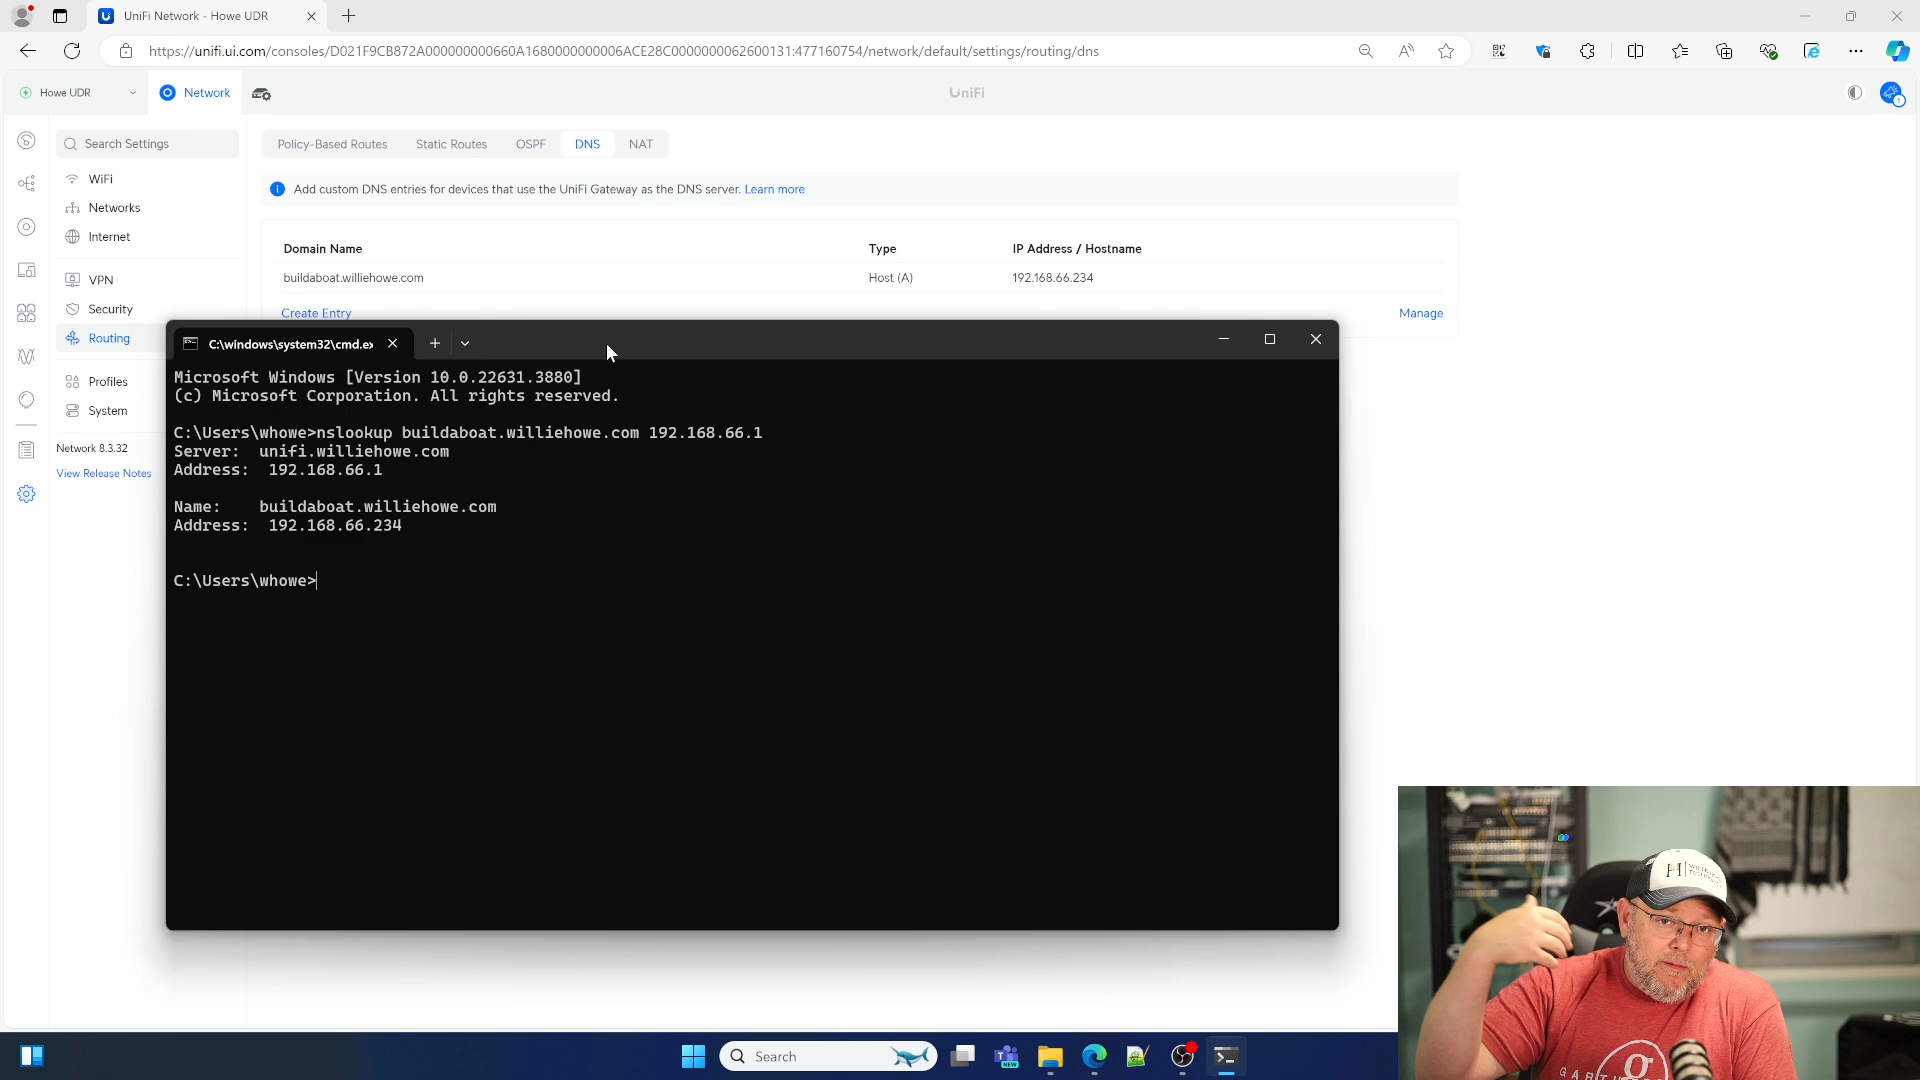 UniFi Network - Howe UDR
https://unifi.ui.com/consoles/D021F9CB872A000000000660A1680000000006ACE28C0000000062600131:477160754/network/default/settings/routing/dns
Howe UDR
Network
UniFi
1
Search Settings
WiFi
Networks
Internet
VPN
Security
Routing
Profiles
System
Network 8.3.32
View Release Notes
Policy-Based Routes
Static Routes
OSPF
DNS
NAT
Add custom DNS entries for devices that use the UniFi Gateway as the DNS server. Learn more
Domain Name Type IP Address / Hostname
buildaboat.williehowe.com Host (A) 192.168.66.234
Create Entry
Manage
C:\windows\system32\cmd.ex
Microsoft Windows [Version 10.0.22631.3880]
(c) Microsoft Corporation. All rights reserved.
C:\Users\whowe>nslookup buildaboat.williehowe.com 192.168.66.1
Server: unifi.williehowe.com
Address: 192.168.66.1
Name: buildaboat.williehowe.com
Address: 192.168.66.234
C:\Users\whowe>
Search
NEW